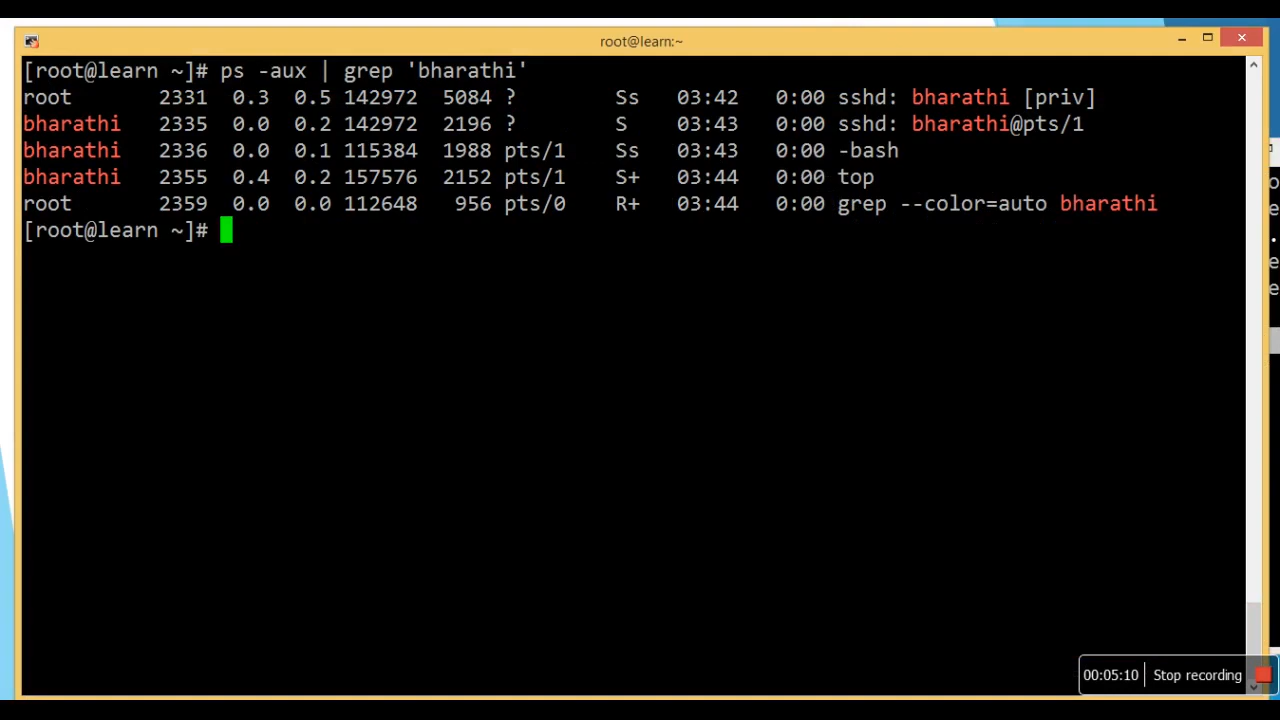 root@learn:~
[root@learn ~]# ps -aux | grep 'bharathi'
root 2331 0.3 0.5 142972 5084 ? Ss 03:42 0:00 sshd: bharathi [priv]
bharathi 2335 0.0 0.2 142972 2196 ? S 03:43 0:00 sshd: bharathi@pts/1
bharathi 2336 0.0 0.1 115384 1988 pts/1 Ss 03:43 0:00 -bash
bharathi 2355 0.4 0.2 157576 2152 pts/1 S+ 03:44 0:00 top
root 2359 0.0 0.0 112648 956 pts/0 R+ 03:44 0:00 grep --color=auto bharathi
[root@learn ~]#
00:05:10 Stop recording